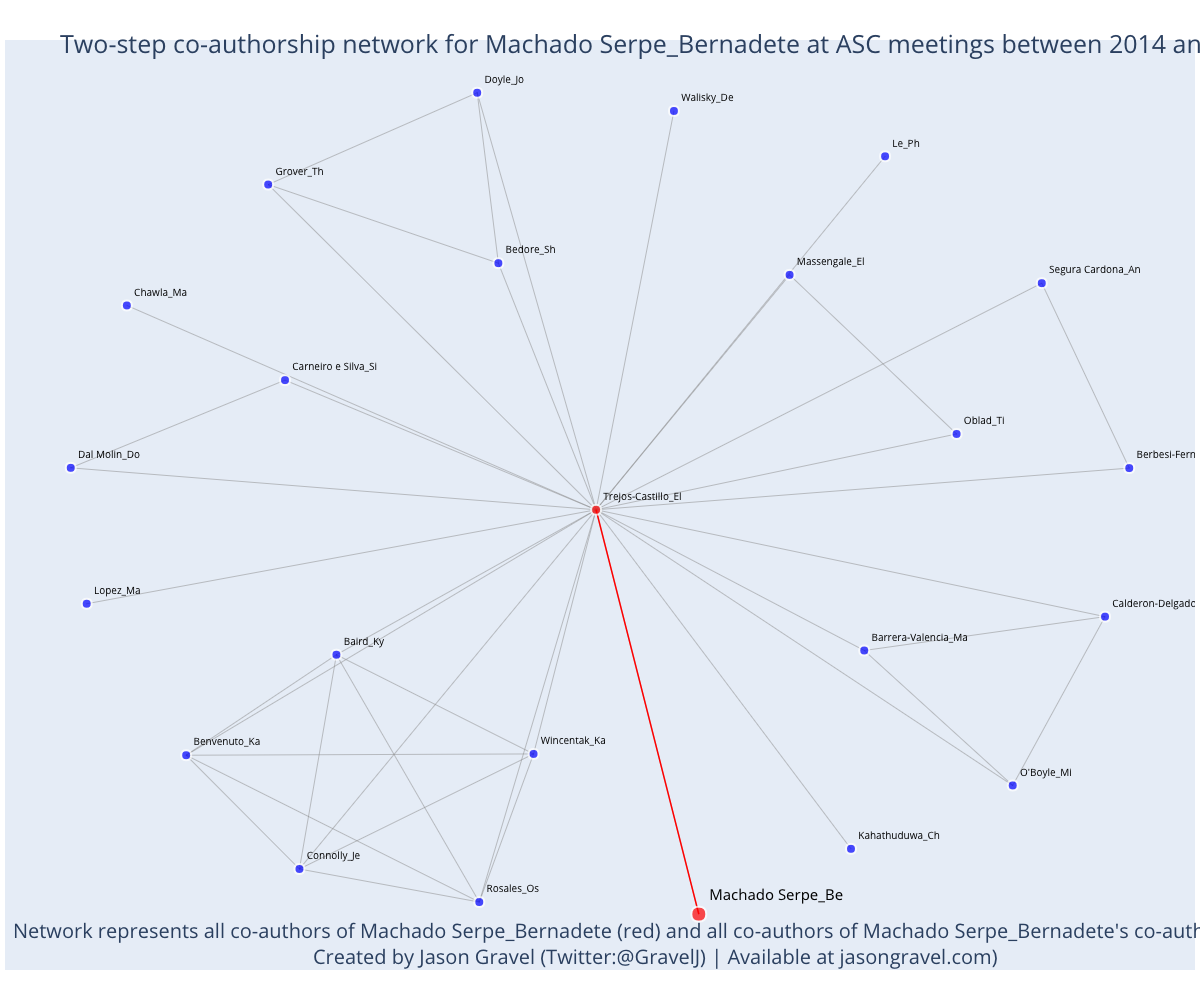 Two-step co-authorship network for Machado Serpe_Bernadete at ASC meetings between 2014 an
Doyle_Jo
Walisky_De
Le_Ph
Grover_Th
Bedore_Sh
Massengale_El
Segura Cardona_An
Chawla_Ma
Carneiro e Silva_Si
Oblad_Ti
Dal Molin_Do
Berbesi-Fern
Trejos-Castillo_El
Lopez_Ma
Calderon-Delgado
Barrera-Valencia_Ma
Baird_Ky
Benvenuto_Ka
Wincentak_Ka
O'Boyle_Mi
Kahathuduwa_Ch
Connolly_Je
Rosales_Os
Machado Serpe_Be
Network represents all co-authors of Machado Serpe_Bernadete (red) and all co-authors of Machado Serpe_Bernadete's co-auth
Created by Jason Gravel (Twitter:@GravelJ) | Available at jasongravel.com)